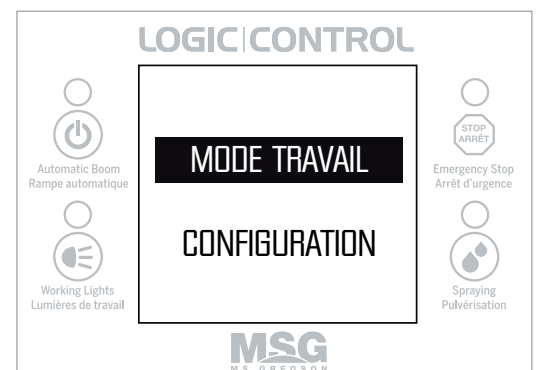 LOGIC|CONTROL
Automatic Boom
Rampe automatique
STOP
ARRÊT
Emergency Stop
Arrêt d'urgence
MODE TRAVAIL
CONFIGURATION
Working Lights
Lumières de travail
Spraying
Pulvérisation
MSG
MS GREGSON